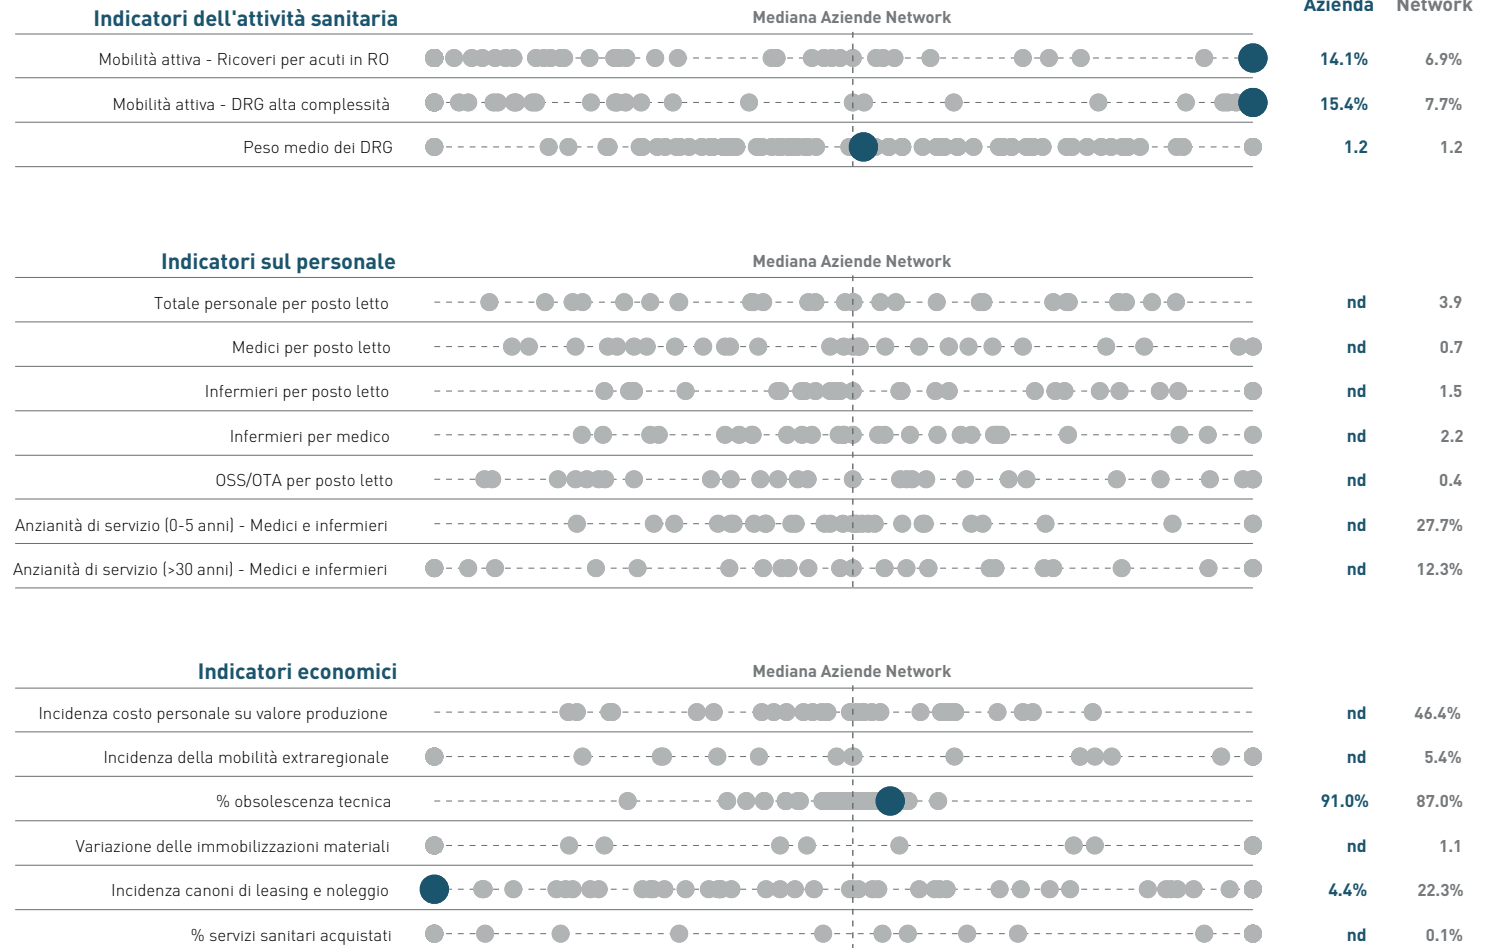 Azienda Network
Indicatori dell'attività sanitaria Mediana Aziende Network
Mobilità attiva - Ricoveri per acuti in RO 14.1% 6.9%
Mobilità attiva - DRG alta complessità 15.4% 7.7%
Peso medio dei DRG 1.2 1.2
Indicatori sul personale Mediana Aziende Network
Totale personale per posto letto nd 3.9
Medici per posto letto nd 0.7
Infermieri per posto letto nd 1.5
Infermieri per medico nd 2.2
OSS/OTA per posto letto nd 0.4
Anzianità di servizio (0-5 anni) - Medici e infermieri nd 27.7%
Anzianità di servizio (>30 anni) - Medici e infermieri nd 12.3%
Indicatori economici Mediana Aziende Network
Incidenza costo personale su valore produzione nd 46.4%
Incidenza della mobilità extraregionale nd 5.4%
% obsolescenza tecnica 91.0% 87.0%
Variazione delle immobilizzazioni materiali nd 1.1
Incidenza canoni di leasing e noleggio 4.4% 22.3%
% servizi sanitari acquistati nd 0.1%